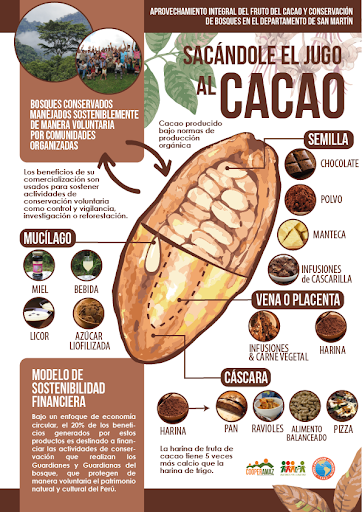 APROVECHAMIENTO INTEGRAL DEL FRUTO DEL CACAO Y CONSERVACIÓN
DE BOSQUES EN EL DEPARTAMENTO DE SAN MARTÍN
SACÁNDOLE EL JUGO
AL CACAO
BOSQUES CONSERVADOS
MANEJADOS SOSTENIBLEMENTE
DE MANERA VOLUNTARIA
POR COMUNIDADES
ORGANIZADAS
Cacao producido
bajo normas de
producción
orgánica
Los beneficios de su
comercialización son
usados para sostener
actividades de
conservación voluntaria
como control y vigilancia,
investigación o reforestación.
SEMILLA
CHOCOLATE
POLVO
MANTECA
INFUSIONES
de CASCARILLA
MUCÍLAGO
MIEL
BEBIDA
LICOR
AZÚCAR
LIOFILIZADA
VENA O PLACENTA
INFUSIONES
& CARNE VEGETAL
HARINA
CÁSCARA
HARINA
PAN
RAVIOLES
ALIMENTO
BALANCEADO
PIZZA
La harina de fruta de
cacao tiene 5 veces
más calcio que la
harina de trigo.
MODELO DE
SOSTENIBILIDAD
FINANCIERA
Bajo un enfoque de economía
circular, el 20% de los benefi-
cios generados por estos
productos es destinado a finan-
ciar las actividades de conser-
vación que realizan los
Guardianes y Guardianas del
bosque, que protegen de
manera voluntaria el patrimonio
natural y cultural del Perú.
COOPERAMAZ